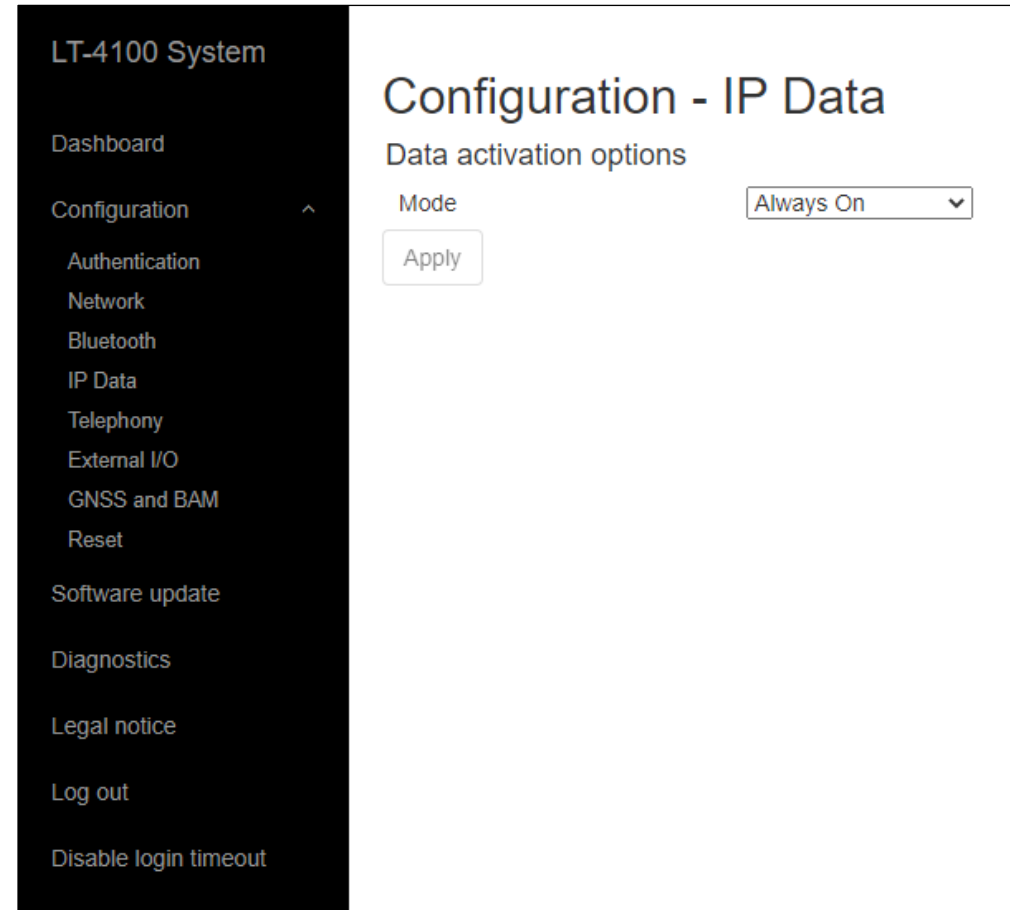 LT-4100 System
Dashboard
Configuration
Authentication
Network
Bluetooth
IP Data
Telephony
External I/O
GNSS and BAM
Reset
Software update
Diagnostics
Legal notice
Log out
Disable login timeout
Configuration - IP Data
Data activation options
Mode Always On
Apply